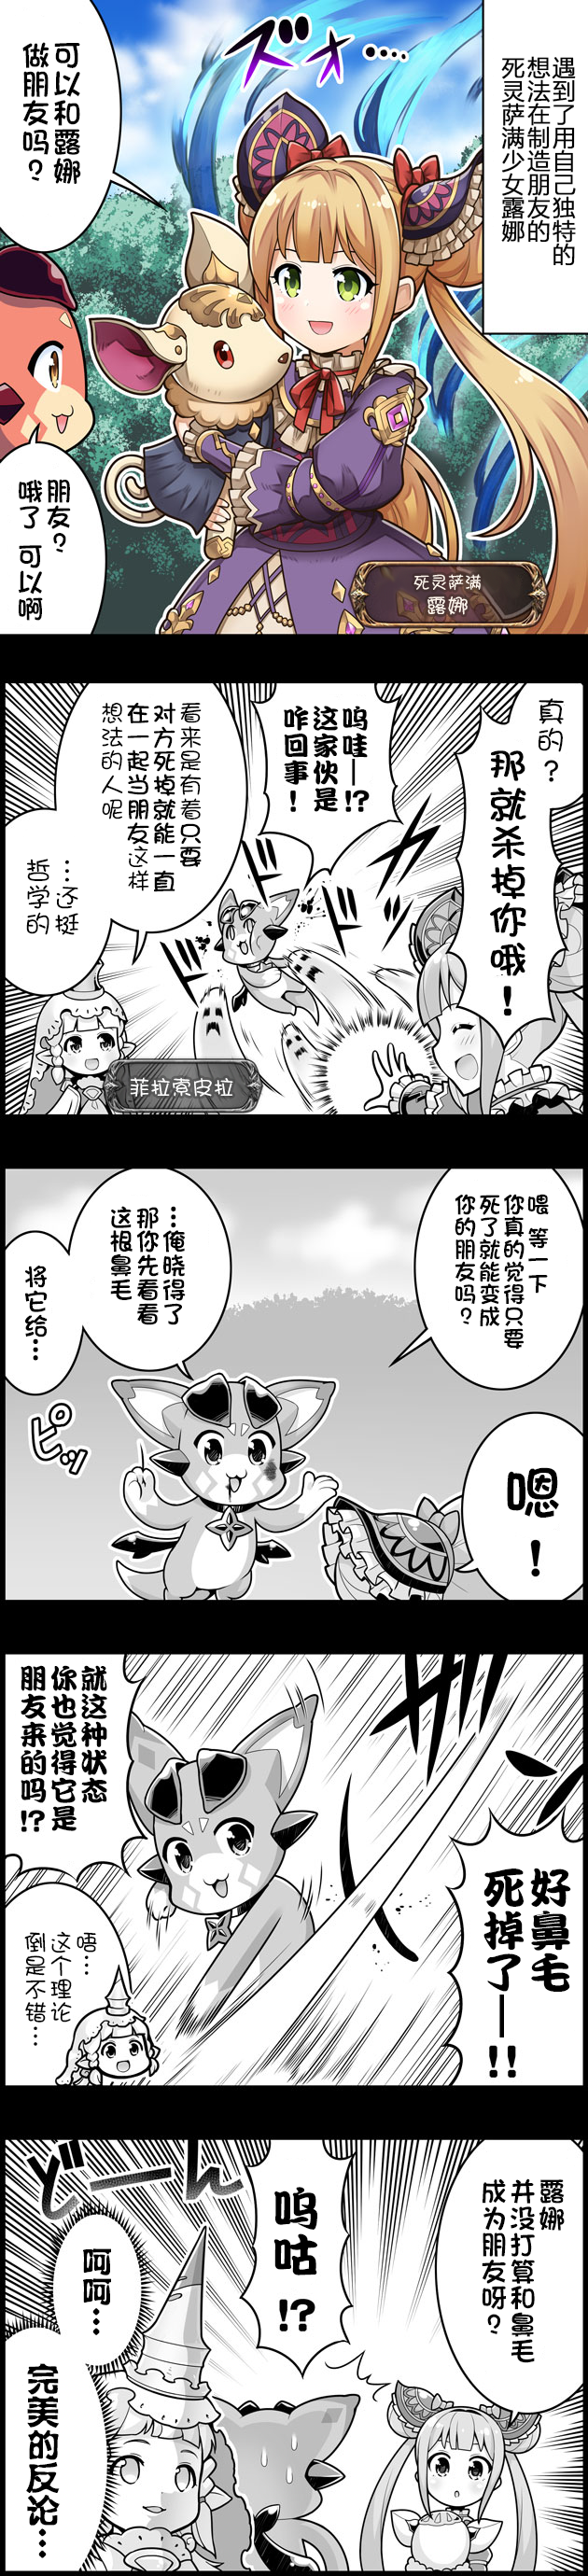 遇到了用自己独特的
想法在制造朋友的
死灵萨满少女露娜
ズズ…
可以和露娜
做朋友吗？
朋友？
哦了 可以啊
死灵萨满
露娜
真的？
那就杀掉你哦！
呜哇—!?
这家伙是
咋回事！
ドドド
看来是有着只要
对方死掉就能一直
在一起当朋友这样
想法的人呢
…还挺
哲学的
菲拉索皮拉
喂 等一下
你真的觉得只要
死了就能变成
你的朋友吗？
嗯！
…俺晓得了
那你先看看
这根鼻毛
将它给…
ピッ
好鼻毛
死掉了—!!
就这种状态
你也觉得它是
朋友来的吗!?
唔…
这个理论
倒是不错…
露娜
并没打算和鼻毛
成为朋友呀？
呜咕!?
どーん
呵呵…
完美的反论…